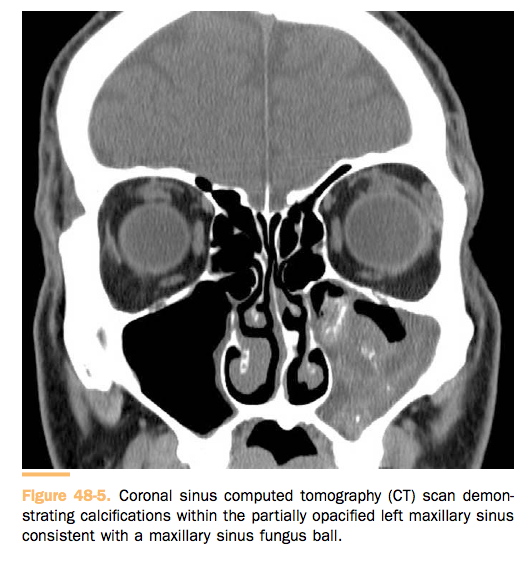 Figure 48-5. Coronal sinus computed tomography (CT) scan demon-
strating calcifications within the partially opacified left maxillary sinus
consistent with a maxillary sinus fungus ball.